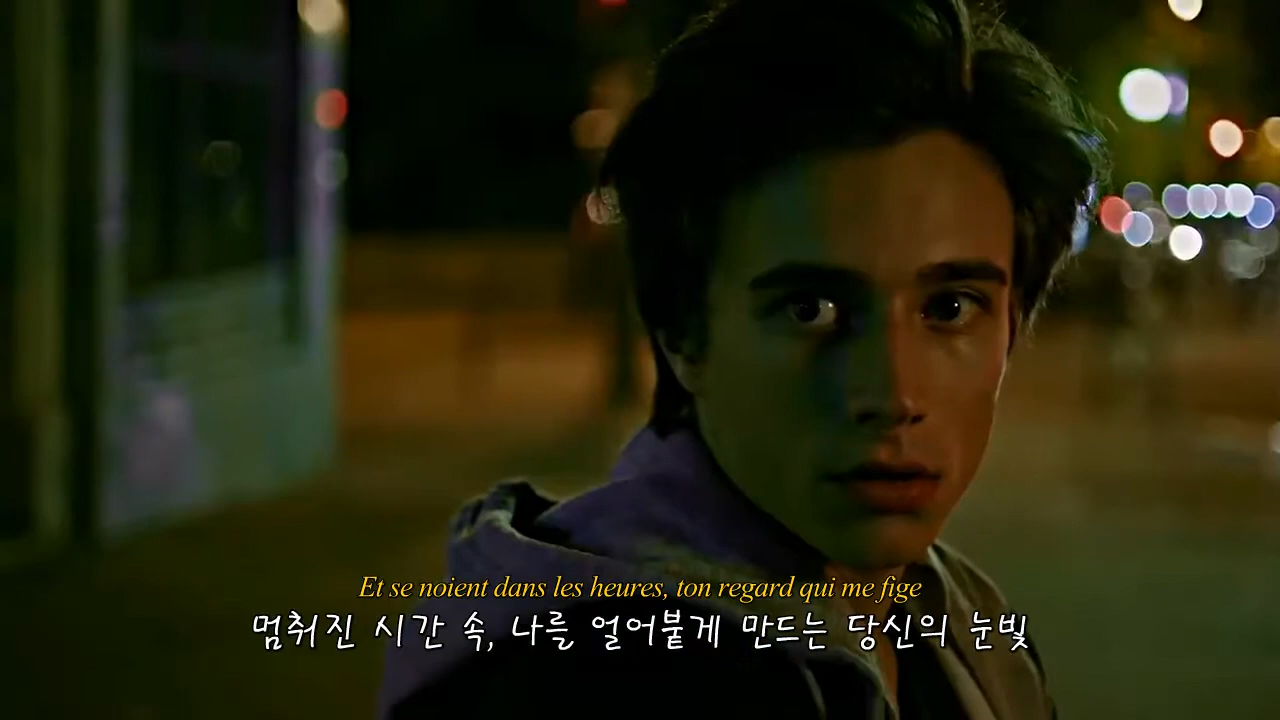 Et se noient dans les heures, ton regard qui me fige
멈춰진 시간 속, 나를 얼어붙게 만드는 당신의 눈빛